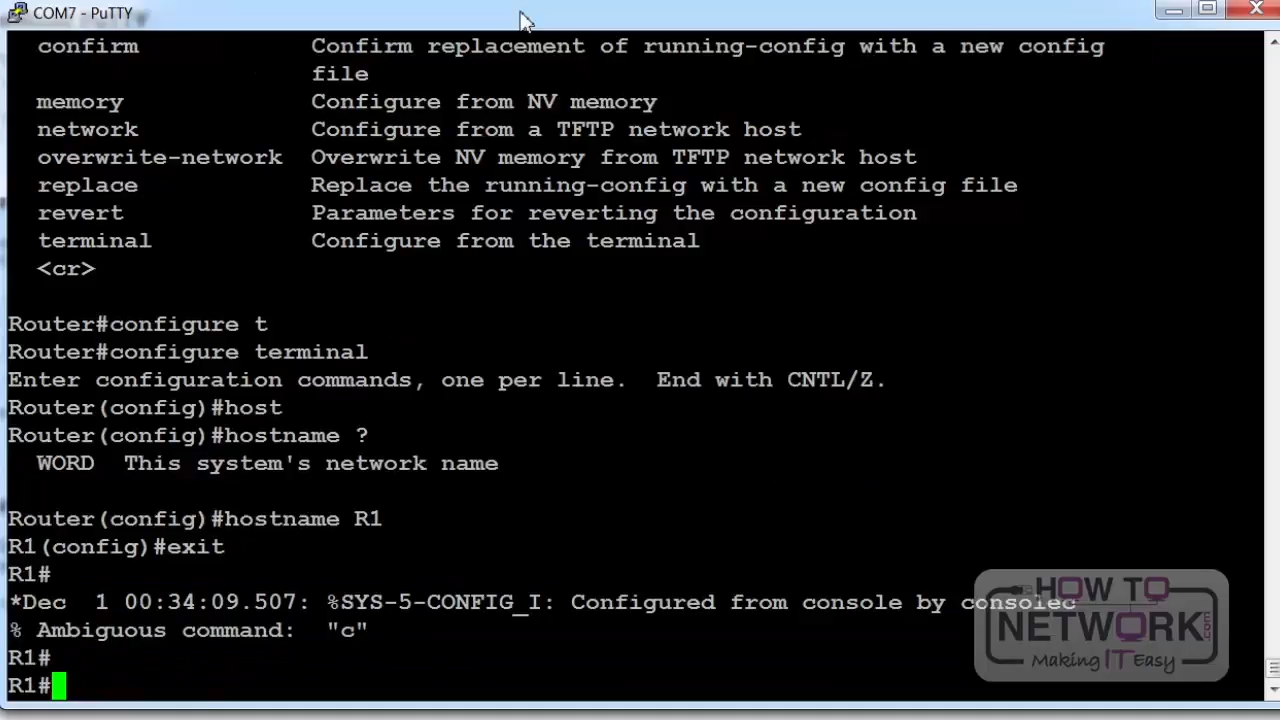 COM7 - PuTTY
confirm Confirm replacement of running-config with a new config
file
memory Configure from NV memory
network Configure from a TFTP network host
overwrite-network Overwrite NV memory from TFTP network host
replace Replace the running-config with a new config file
revert Parameters for reverting the configuration
terminal Configure from the terminal
<cr>
Router#configure t
Router#configure terminal
Enter configuration commands, one per line. End with CNTL/Z.
Router(config)#host
Router(config)#hostname ?
WORD This system's network name
Router(config)#hostname R1
R1(config)#exit
R1#
*Dec 1 00:34:09.507: %SYS-5-CONFIG_I: Configured from console by consolec
% Ambiguous command: "c"
R1#
R1#
HOW TO
NETWORK.com
Making IT Easy